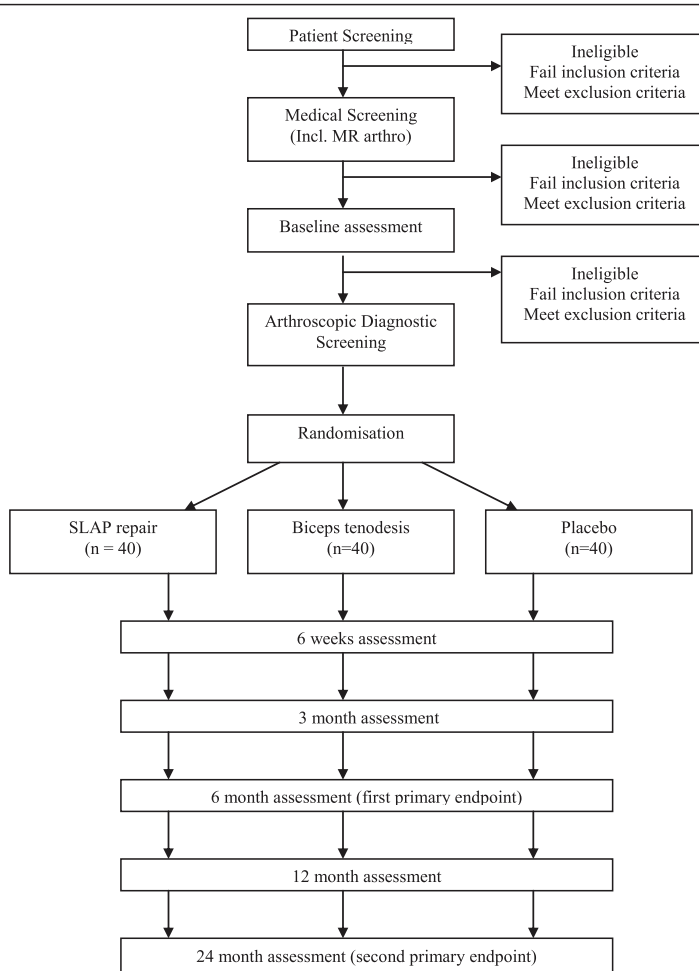 Patient Screening
Ineligible
Fail inclusion criteria
Meet exclusion criteria
Medical Screening
(Incl. MR arthro)
Ineligible
Fail inclusion criteria
Meet exclusion criteria
Baseline assessment
Ineligible
Fail inclusion criteria
Meet exclusion criteria
Arthroscopic Diagnostic
Screening
Randomisation
SLAP repair
(n = 40)
Biceps tenodesis
(n=40)
Placebo
(n=40)
6 weeks assessment
3 month assessment
6 month assessment (first primary endpoint)
12 month assessment
24 month assessment (second primary endpoint)